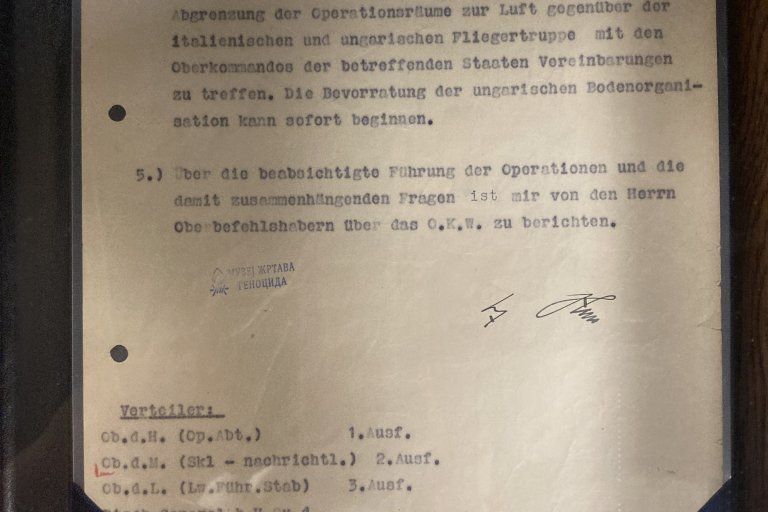 Abgrenzung der Operationsräume zur Luft gegenüber der
italienischen und ungarischen Fliegertruppe mit den
Oberkommandos der betreffenden Staaten Vereinbarungen
zu treffen. Die Bevorratung der ungarischen Bodenorgani-
sation kann sofort beginnen.
5.) Über die beabsichtigte Führung der Operationen und die
damit zusammenhängenden Fragen ist mir von den Herrn
Oberbefehlshabern über das O.K.W. zu berichten.
МУЗЕЈ ЖРТАВА
ГЕНОЦИДА
Verteiler:
Ob.d.H. (Op.Abt.) 1.Ausf.
Ob.d.M. (Skl - nachrichtl.) 2.Ausf.
Ob.d.L. (Lw.Führ.Stab) 3.Ausf.